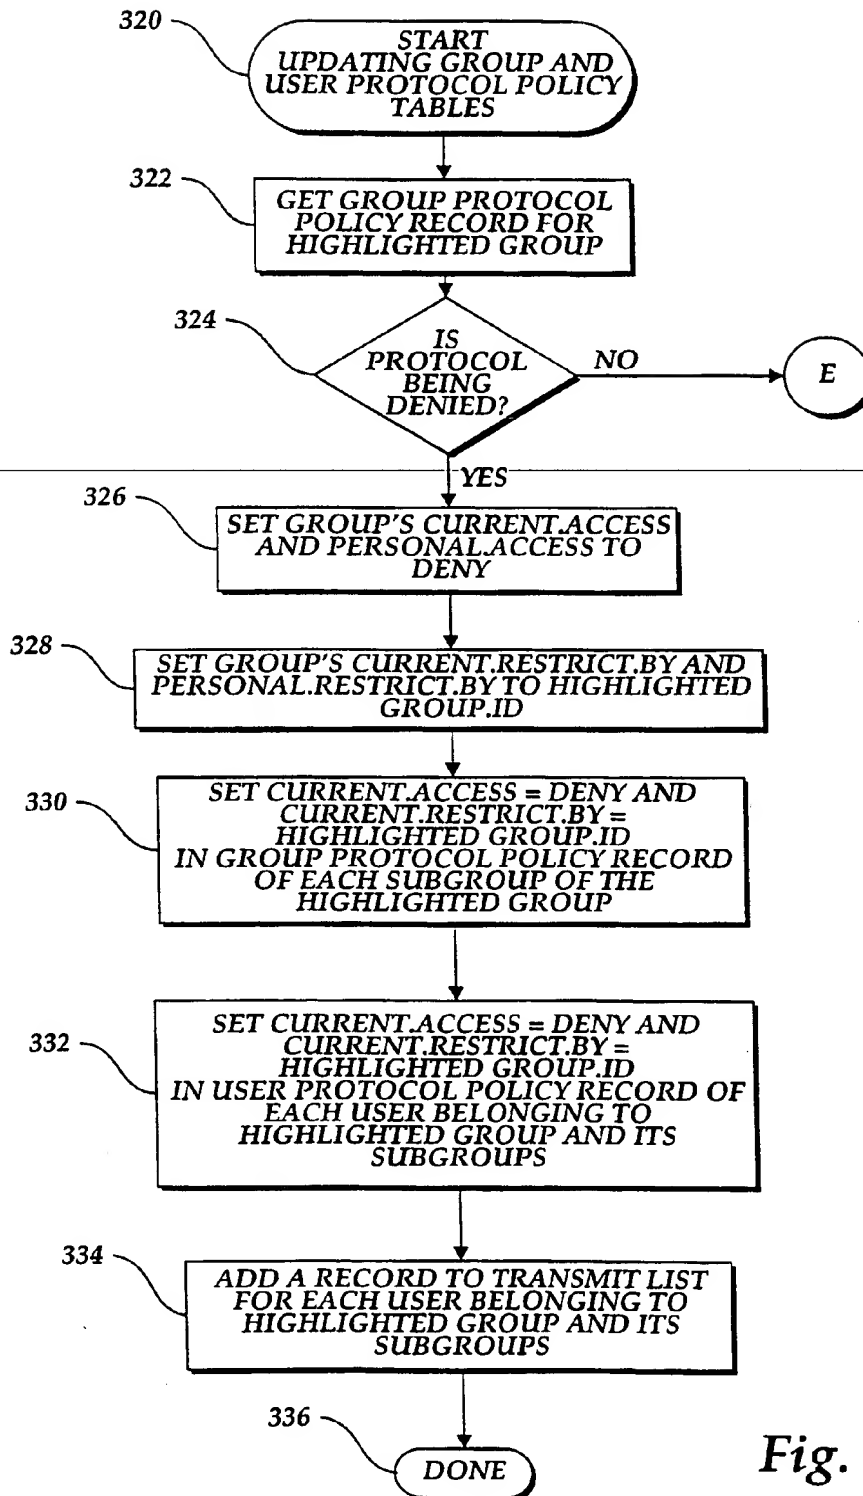 320
START
UPDATING GROUP AND
USER PROTOCOL POLICY
TABLES
322
GET GROUP PROTOCOL
POLICY RECORD FOR
HIGHLIGHTED GROUP
324
IS
PROTOCOL
BEING
DENIED?
NO
E
YES
326
SET GROUP'S CURRENT.ACCESS
AND PERSONAL.ACCESS TO
DENY
328
SET GROUP'S CURRENT.RESTRICT.BY AND
PERSONAL.RESTRICT.BY TO HIGHLIGHTED
GROUP.ID
330
SET CURRENT.ACCESS = DENY AND
CURRENT.RESTRICT.BY =
HIGHLIGHTED GROUP.ID
IN GROUP PROTOCOL POLICY RECORD
OF EACH SUBGROUP OF THE
HIGHLIGHTED GROUP
332
SET CURRENT.ACCESS = DENY AND
CURRENT.RESTRICT.BY =
HIGHLIGHTED GROUP.ID
IN USER PROTOCOL POLICY RECORD OF
EACH USER BELONGING TO
HIGHLIGHTED GROUP AND ITS
SUBGROUPS
334
ADD A RECORD TO TRANSMIT LIST
FOR EACH USER BELONGING TO
HIGHLIGHTED GROUP AND ITS
SUBGROUPS
336
DONE
Fig.